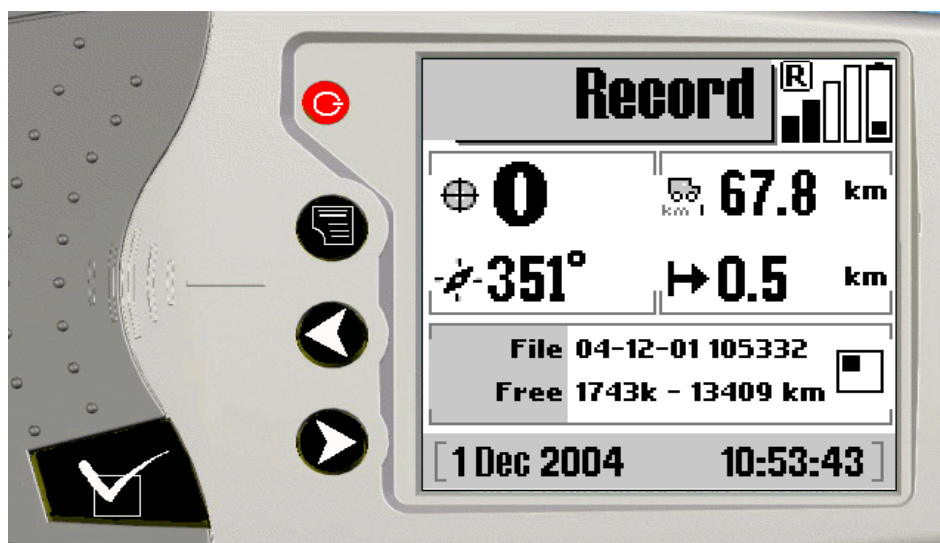 Record R
0 67.8 km
km
351° 0.5 km
File 04-12-01 105332
Free 1743k - 13409 km
1 Dec 2004 10:53:43